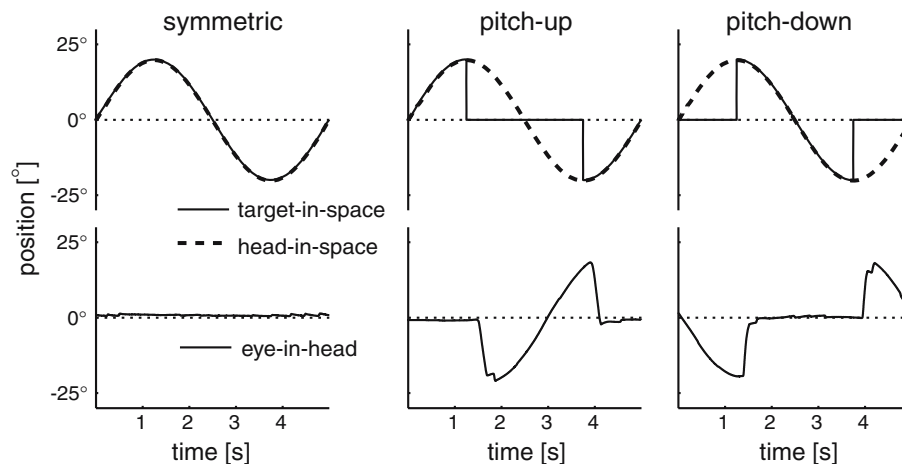 symmetric pitch-up pitch-down
25°
0°
-25°
target-in-space
head-in-space
position [°]
25°
0°
-25°
eye-in-head
1 2 3 4 1 2 3 4 1 2 3 4
time [s] time [s] time [s]